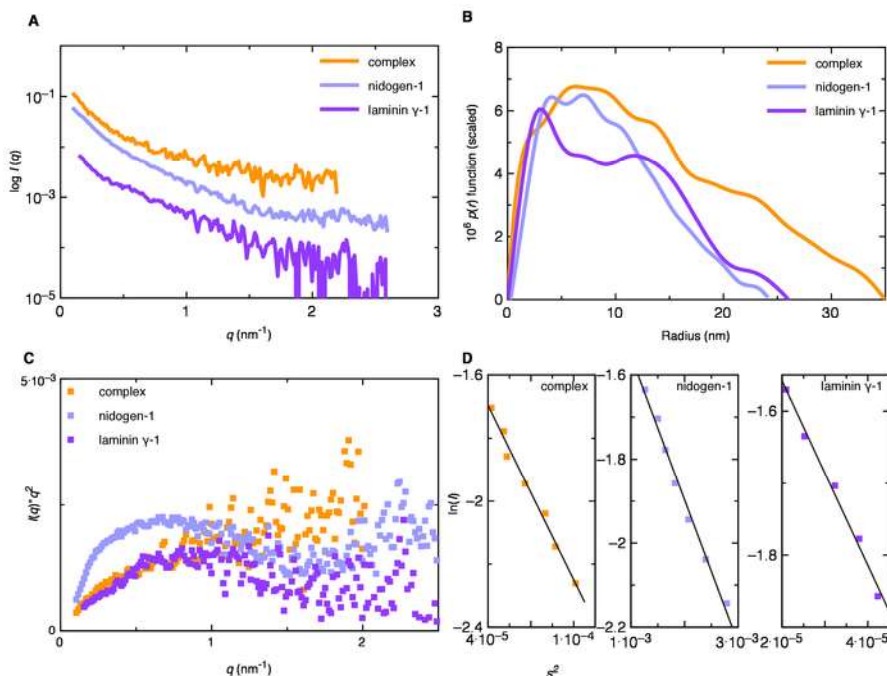 A
log I (q)
10⁻¹
10⁻³
10⁻⁵
complex
nidogen-1
laminin γ-1
0
1
2
3
q (nm⁻¹)
B
10⁶ p(r) function (scaled)
8
6
4
2
0
complex
nidogen-1
laminin γ-1
0
10
20
30
Radius (nm)
C
I(q)*q²
5·10⁻³
0
complex
nidogen-1
laminin γ-1
0
1
2
q (nm⁻¹)
D
ln(I)
−1.6
−2
−2.4
complex
4·10⁻⁵
1·10⁻⁴
−1.6
−1.8
−2
−2.2
nidogen-1
1·10⁻³
3·10⁻³
−1.6
−1.8
laminin γ-1
2·10⁻⁵
4·10⁻⁵